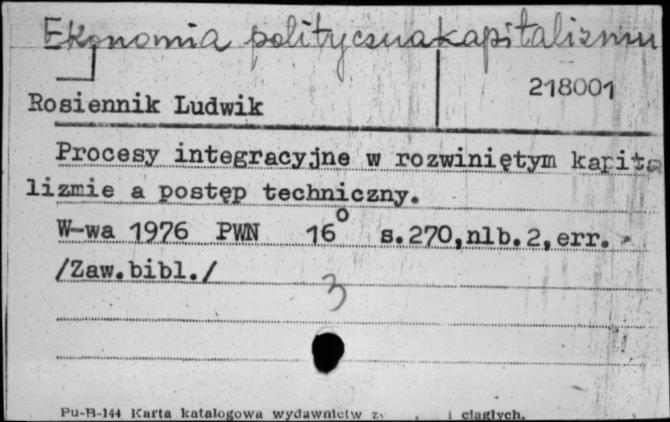 Ekonomia polityczna kapitalizmu
218001
Rosiennik Ludwik
Procesy integracyjne w rozwiniętym kapita
lizmie a postęp techniczny.
W-wa 1976 PWN 16° s.270,nlb.2,err.
/Zaw.bibl./
3
Pu-B-144 Karta katalogowa wydawnictw i ciągłych.